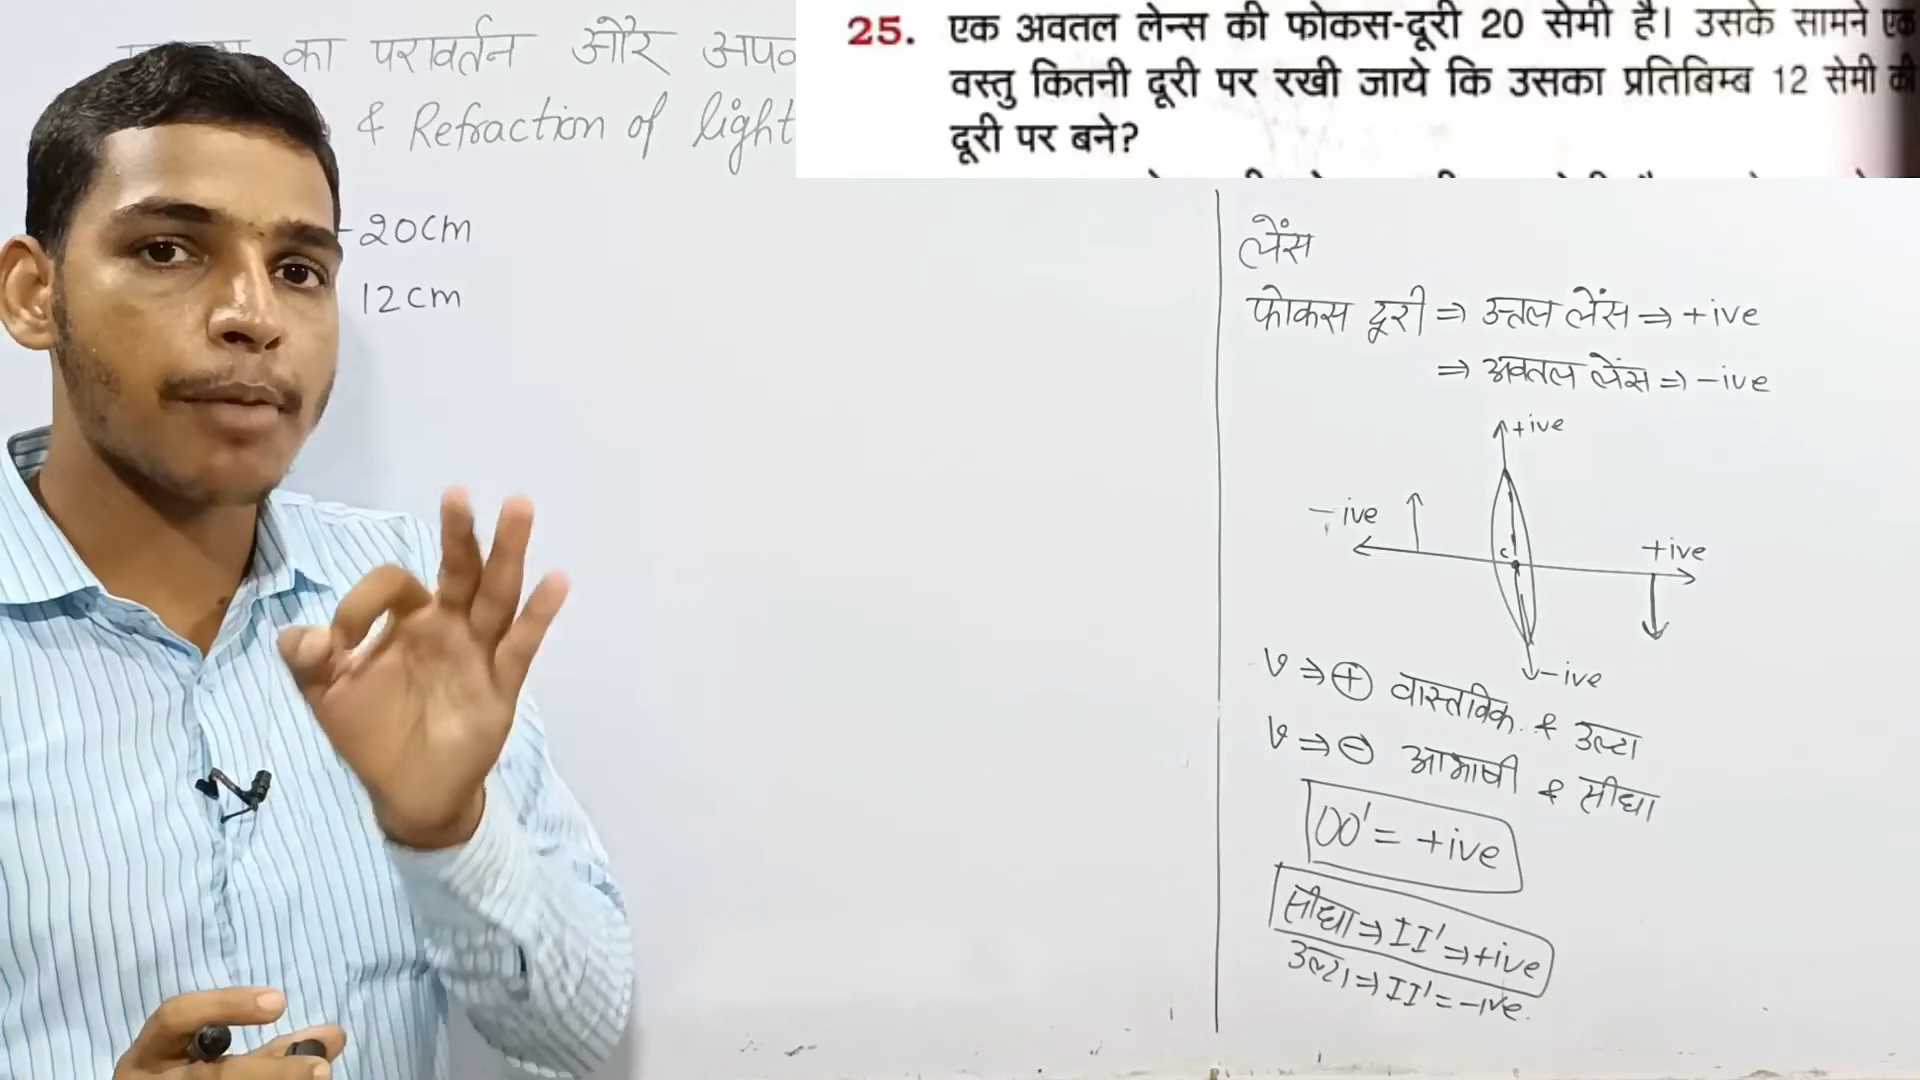 25. एक अवतल लेन्स की फोकस-दूरी 20 सेमी है। उसके सामने एक
वस्तु कितनी दूरी पर रखी जाये कि उसका प्रतिबिम्ब 12 सेमी की
दूरी पर बने?
का परावर्तन और अपव
& Refraction of light
-20cm
12cm
लेंस
फोकस दूरी ⇒ उत्तल लेंस ⇒ +ive
⇒ अवतल लेंस ⇒ -ive
+ive
-ive
+ive
c
-ive
v ⇒ ⊕ वास्तविक & उल्टा
v ⇒ ⊖ आभाषी & सीधा
OO' = +ive
सीधा ⇒ II' ⇒ +ive
उल्टा ⇒ II' = -ive.